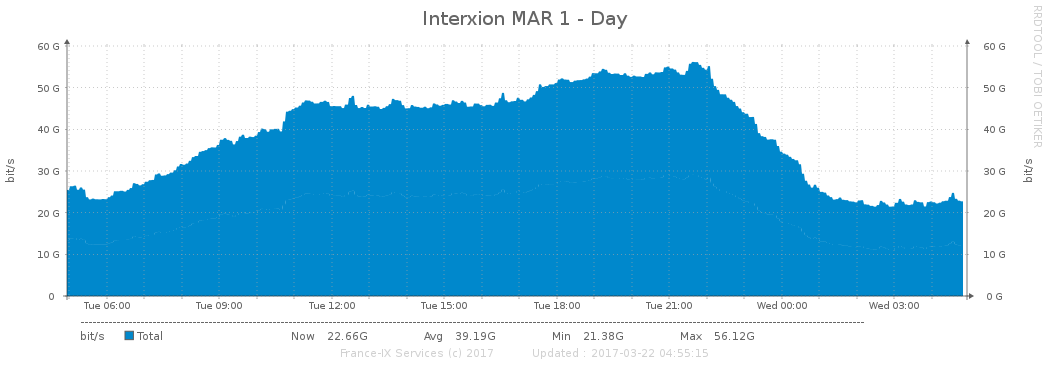 Interxion MAR 1 - Day
RRDTOOL / TOBI OETIKER
60 G 60 G
50 G 50 G
40 G 40 G
30 G 30 G
20 G 20 G
10 G 10 G
0 0 G
bit/s bit/s
Tue 06:00 Tue 09:00 Tue 12:00 Tue 15:00 Tue 18:00 Tue 21:00 Wed 00:00 Wed 03:00
bit/s Total Now 22.66G Avg 39.19G Min 21.38G Max 56.12G
France-IX Services (c) 2017 Updated : 2017-03-22 04:55:15